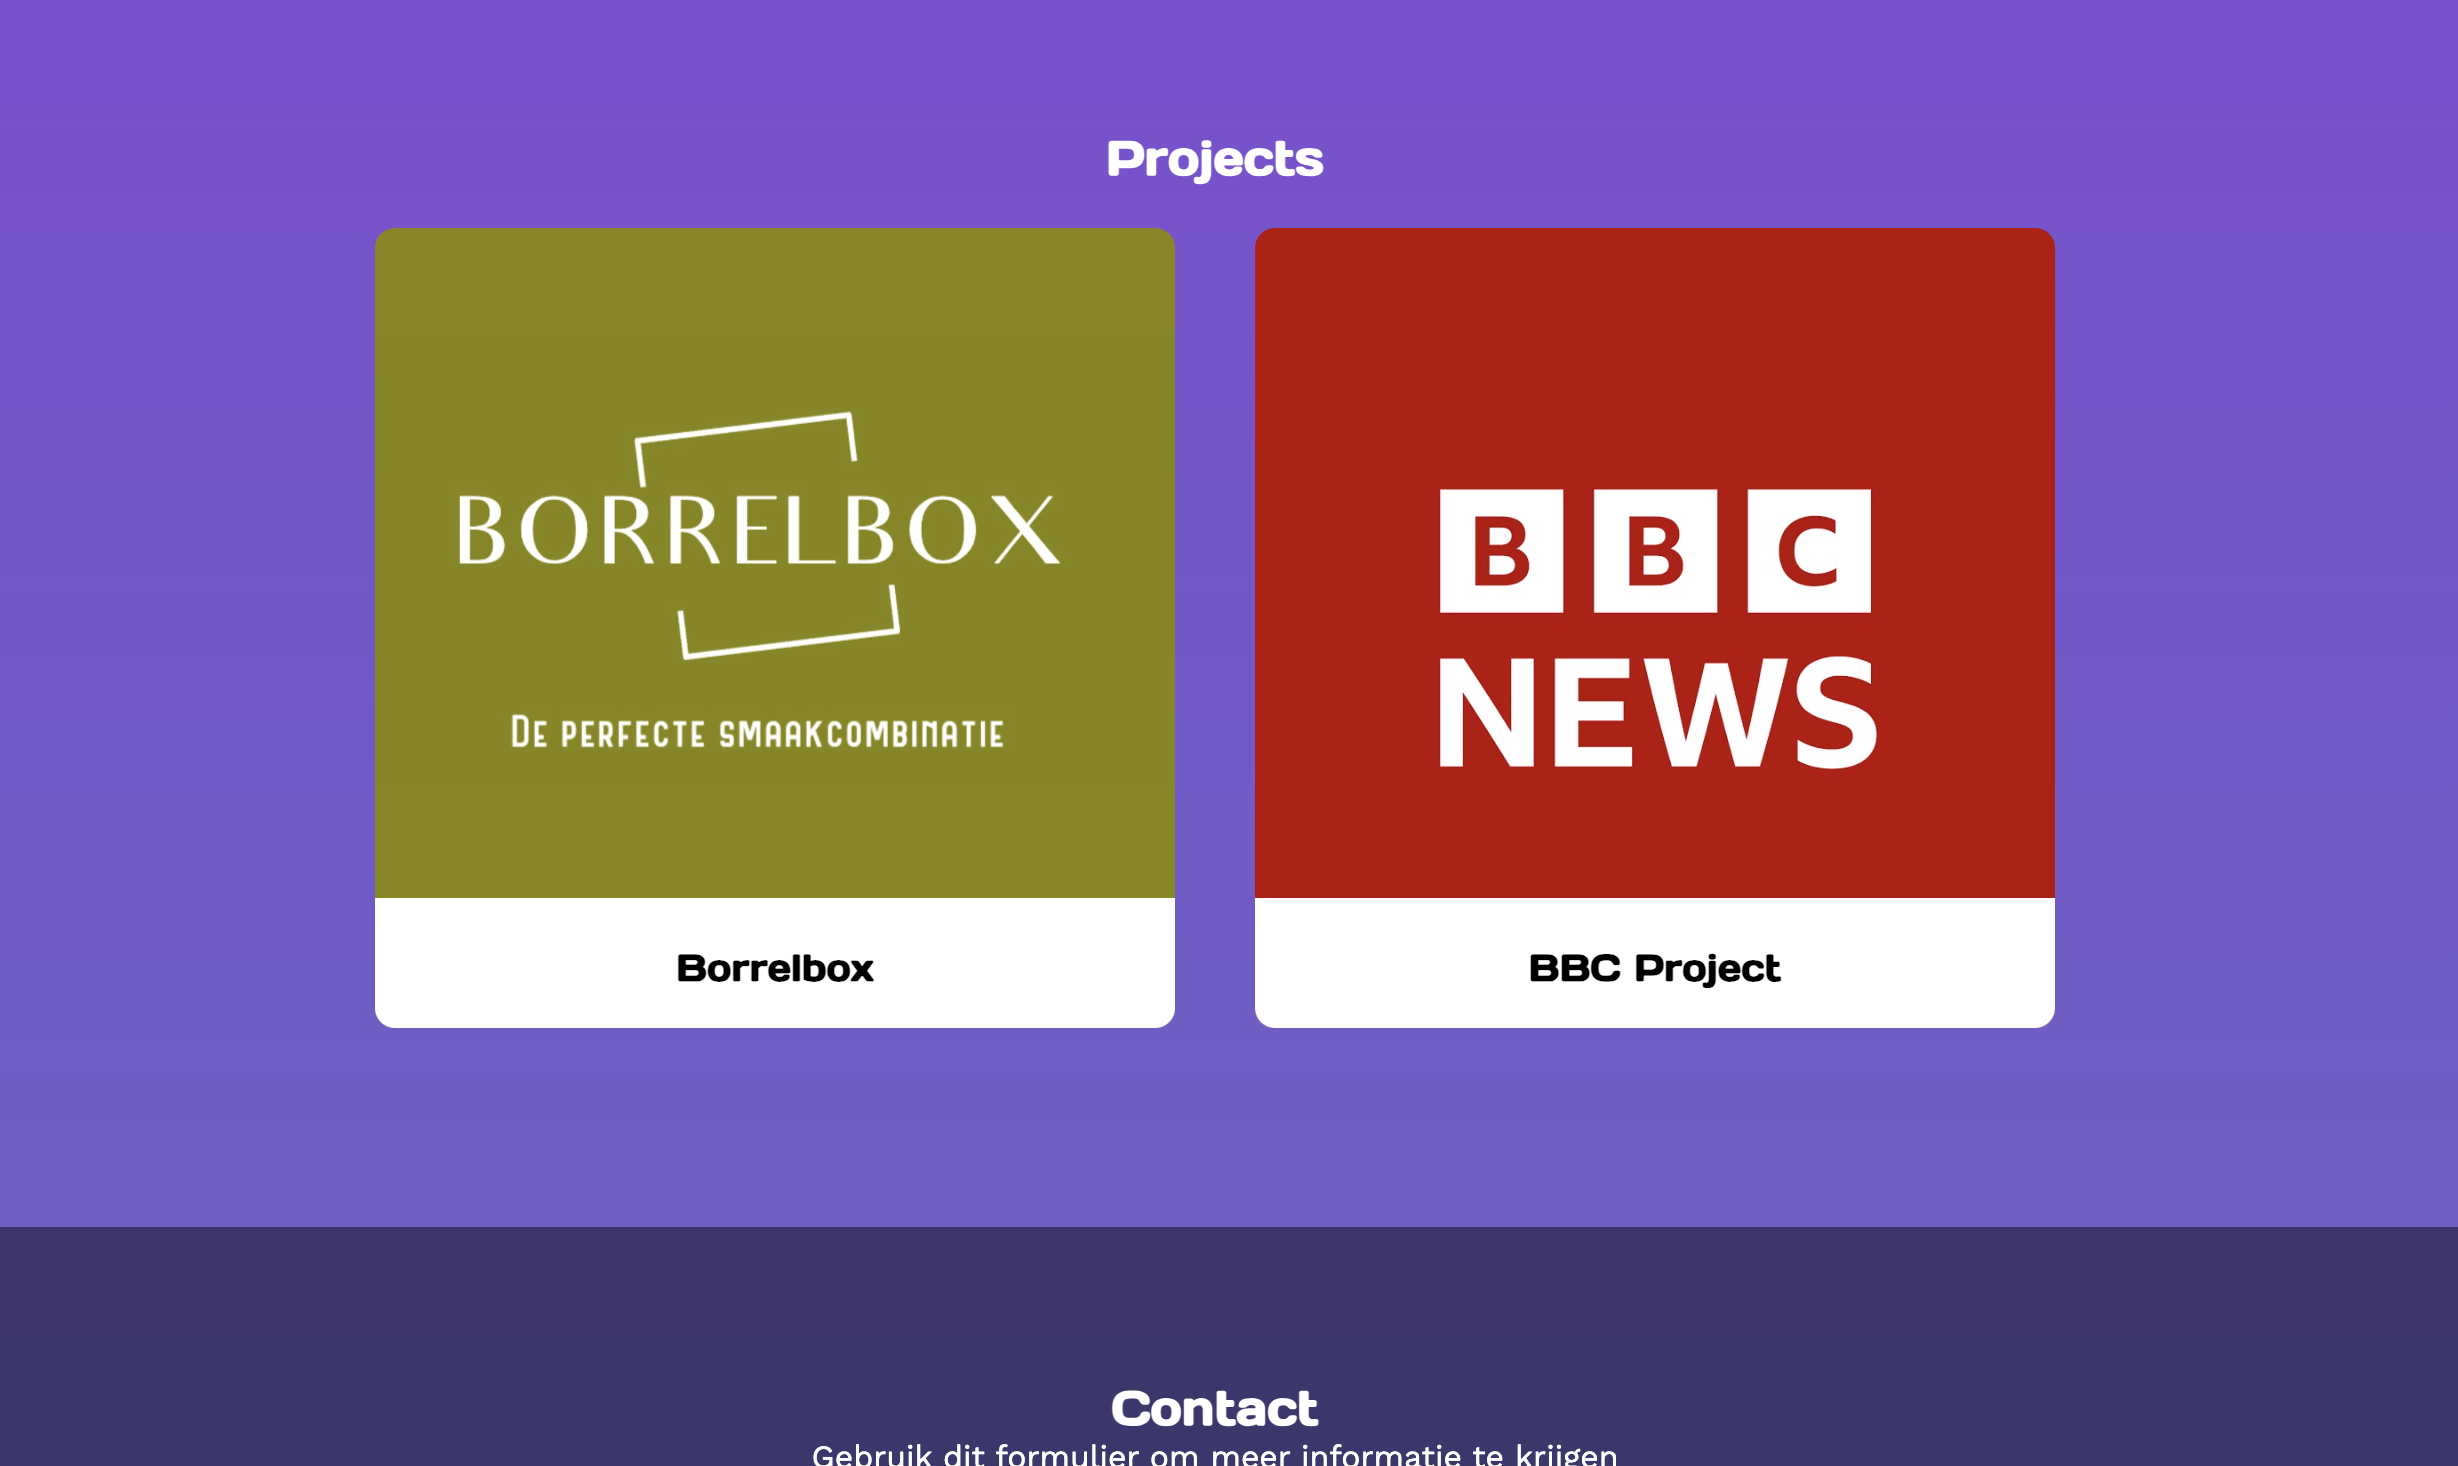 Projects
BORRELBOX
DE PERFECTE SMAAKCOMBINATIE
Borrelbox
BBC
NEWS
BBC Project
Contact
Gebruik dit formulier om meer informatie te krijgen